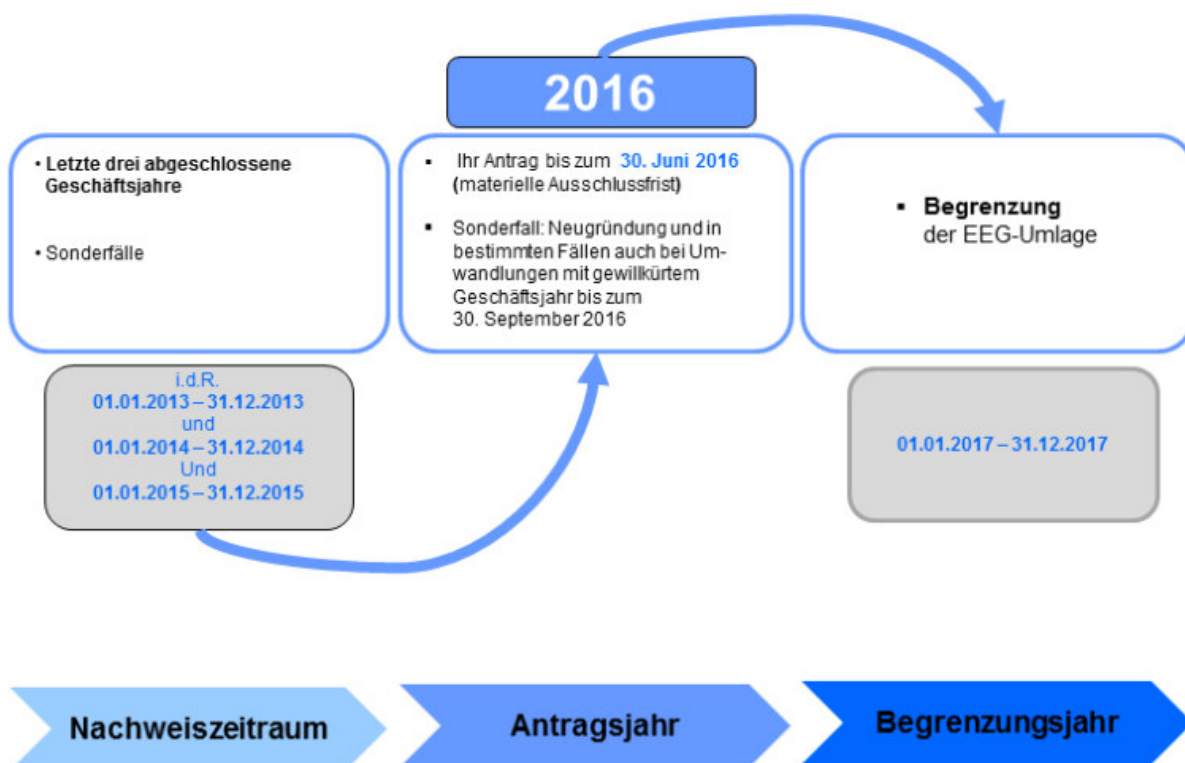 2016
• Letzte drei abgeschlossene
Geschäftsjahre
• Sonderfälle
▪ Ihr Antrag bis zum 30. Juni 2016
(materielle Ausschlussfrist)
▪ Sonderfall: Neugründung und in
bestimmten Fällen auch bei Um-
wandlungen mit gewillkürtem
Geschäftsjahr bis zum
30. September 2016
▪ Begrenzung
der EEG-Umlage
i.d.R.
01.01.2013 – 31.12.2013
und
01.01.2014 – 31.12.2014
Und
01.01.2015 – 31.12.2015
01.01.2017 – 31.12.2017
Nachweiszeitraum
Antragsjahr
Begrenzungsjahr